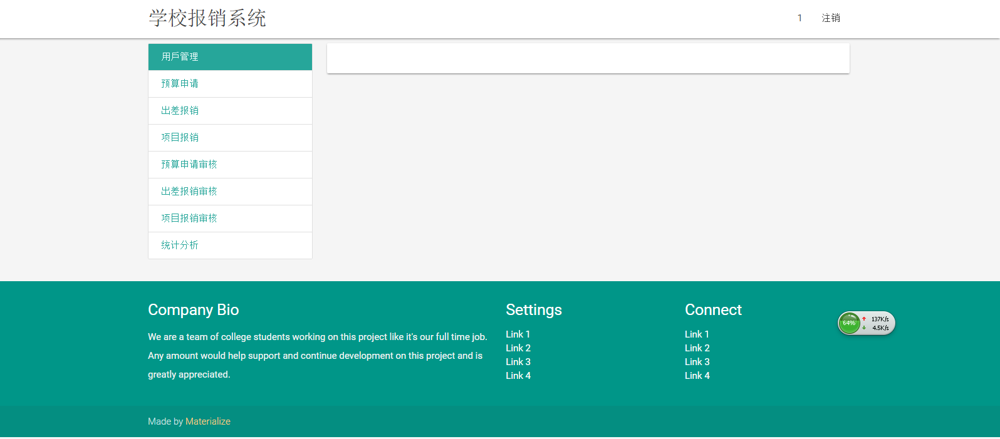 学校报销系统
1 注销
用戶管理
预算申请
出差报销
项目报销
预算申请审核
出差报销审核
项目报销审核
统计分析
Company Bio
We are a team of college students working on this project like it's our full time job.
Any amount would help support and continue development on this project and is
greatly appreciated.
Settings
Link 1
Link 2
Link 3
Link 4
Connect
Link 1
Link 2
Link 3
Link 4
64%
137K/s
4.5K/s
Made by Materialize